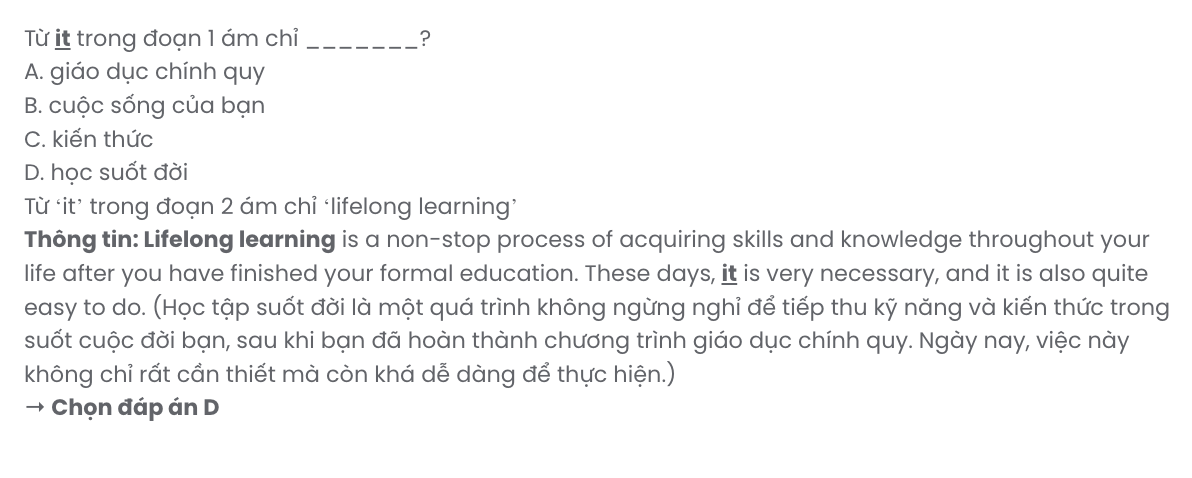 Từ it trong đoạn 1 ám chỉ _______?
A. giáo dục chính quy
B. cuộc sống của bạn
C. kiến thức
D. học suốt đời
Từ ‘it’ trong đoạn 2 ám chỉ ‘lifelong learning’
Thông tin: Lifelong learning is a non-stop process of acquiring skills and knowledge throughout your
life after you have finished your formal education. These days, it is very necessary, and it is also quite
easy to do. (Học tập suốt đời là một quá trình không ngừng nghỉ để tiếp thu kỹ năng và kiến thức trong
suốt cuộc đời bạn, sau khi bạn đã hoàn thành chương trình giáo dục chính quy. Ngày nay, việc này
không chỉ rất cần thiết mà còn khá dễ dàng để thực hiện.)
→ Chọn đáp án D